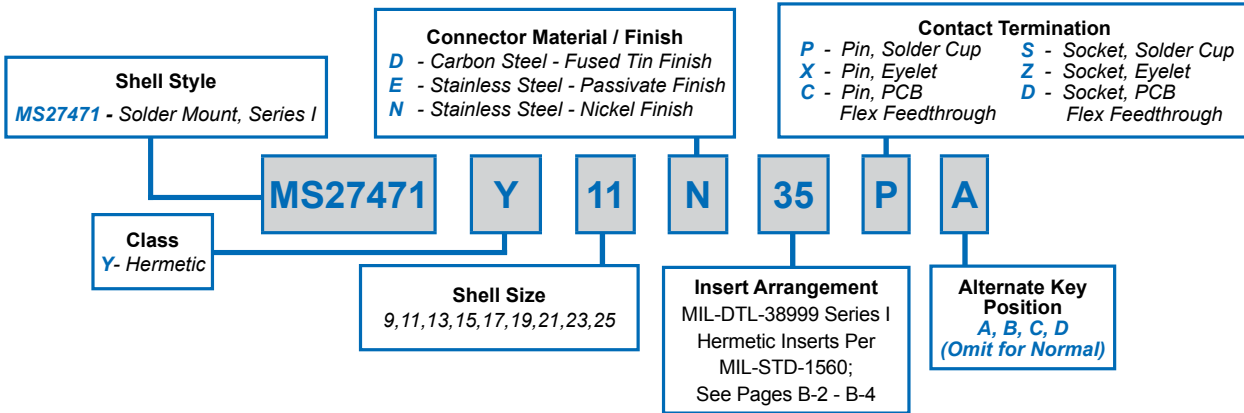 Shell Style
MS27471 - Solder Mount, Series I
Connector Material / Finish
D - Carbon Steel - Fused Tin Finish
E - Stainless Steel - Passivate Finish
N - Stainless Steel - Nickel Finish
Contact Termination
P - Pin, Solder Cup
X - Pin, Eyelet
C - Pin, PCB
Flex Feedthrough
S - Socket, Solder Cup
Z - Socket, Eyelet
D - Socket, PCB
Flex Feedthrough
MS27471 Y 11 N 35 P A
Class
Y- Hermetic
Shell Size
9,11,13,15,17,19,21,23,25
Insert Arrangement
MIL-DTL-38999 Series I
Hermetic Inserts Per
MIL-STD-1560;
See Pages B-2 - B-4
Alternate Key
Position
A, B, C, D
(Omit for Normal)